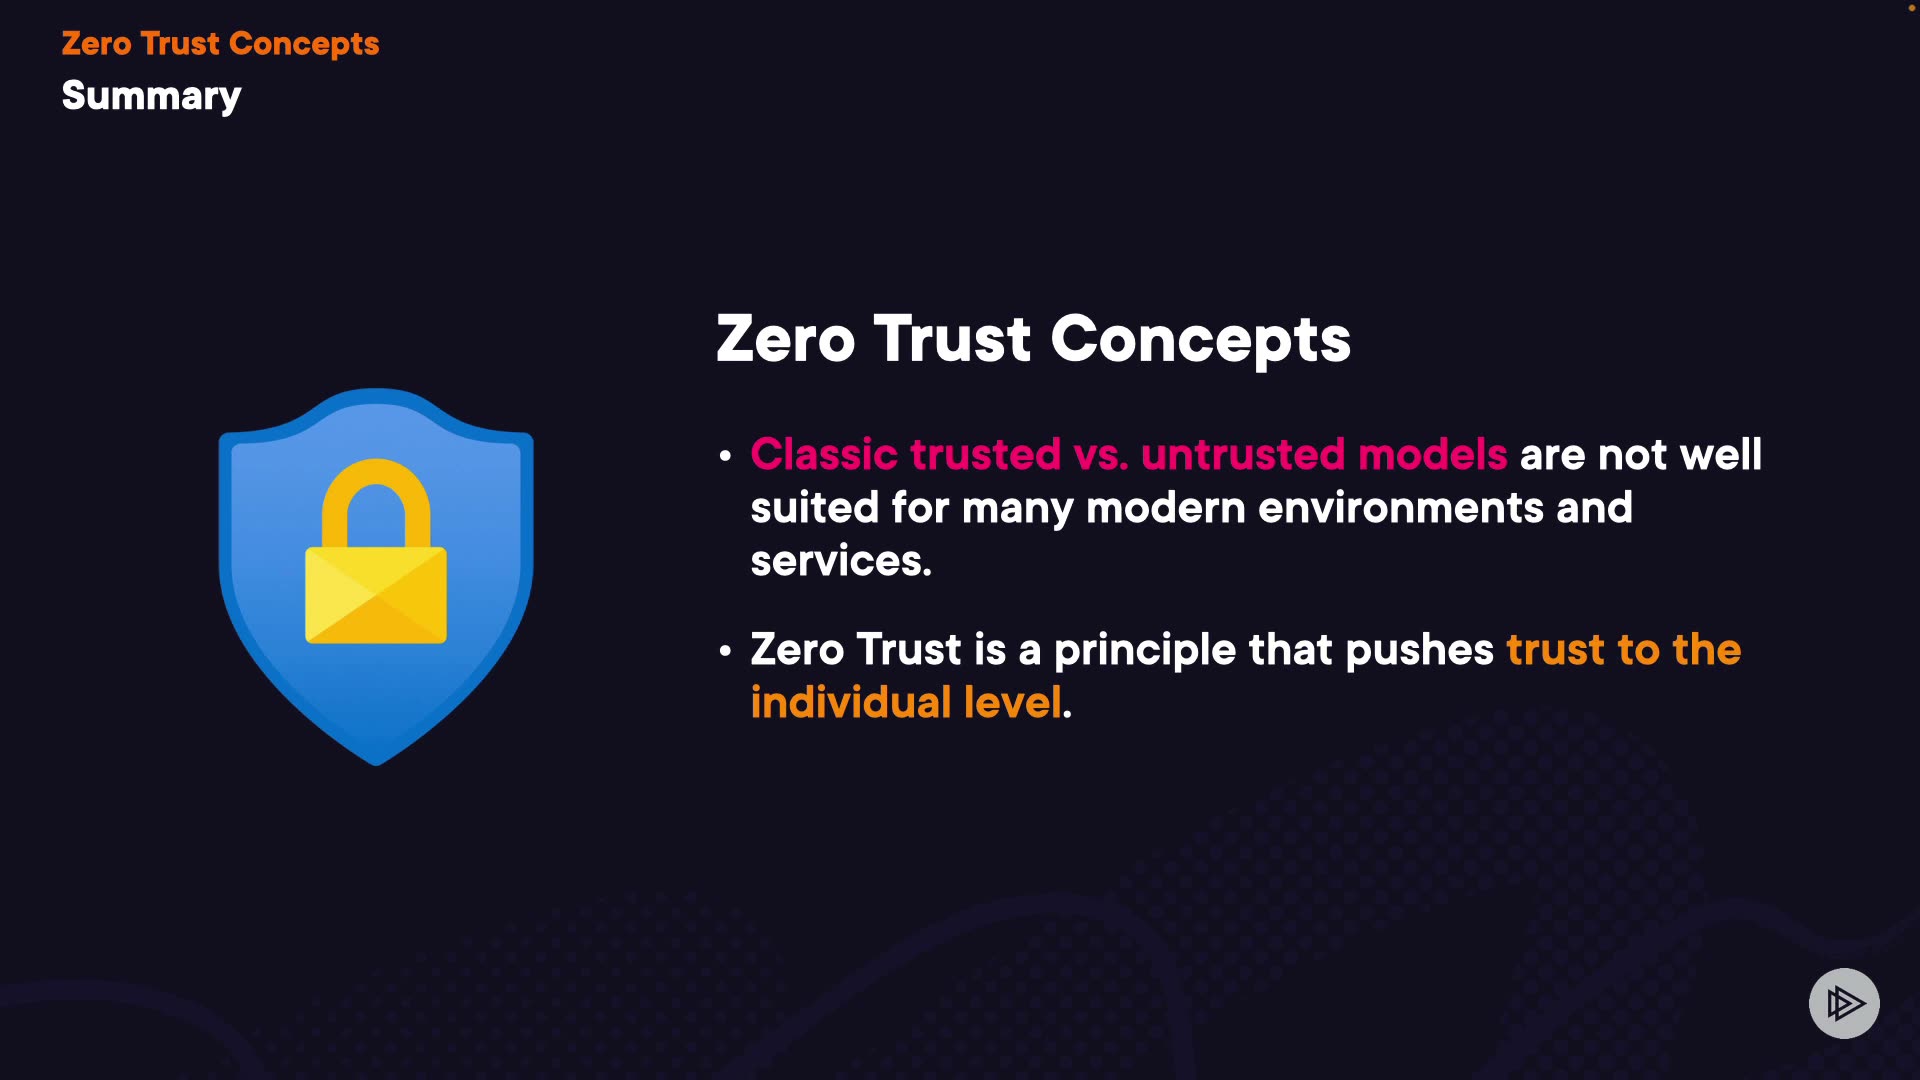 Zero Trust Concepts
Summary
Zero Trust Concepts
• Classic trusted vs. untrusted models are not well
suited for many modern environments and
services.
• Zero Trust is a principle that pushes trust to the
individual level.